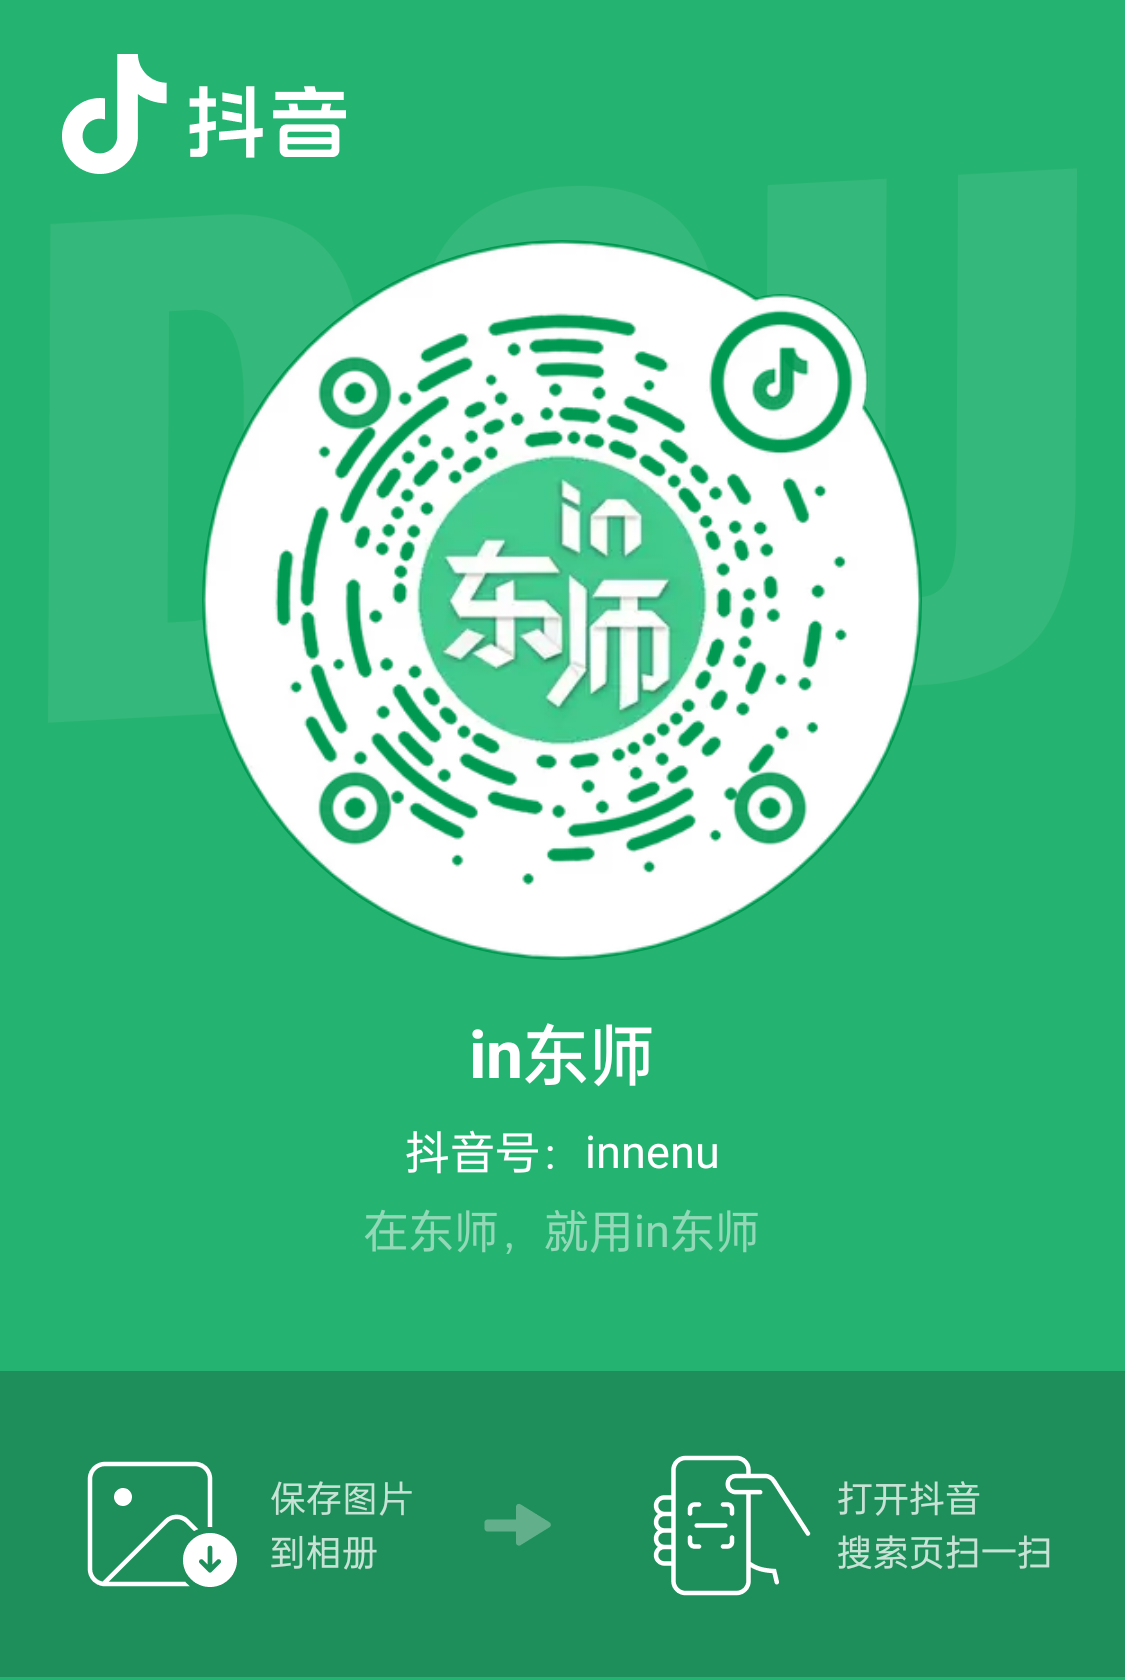 抖音
DOU
in
东师
in东师
抖音号：innenu
在东师，就用in东师
保存图片
到相册
打开抖音
搜索页扫一扫